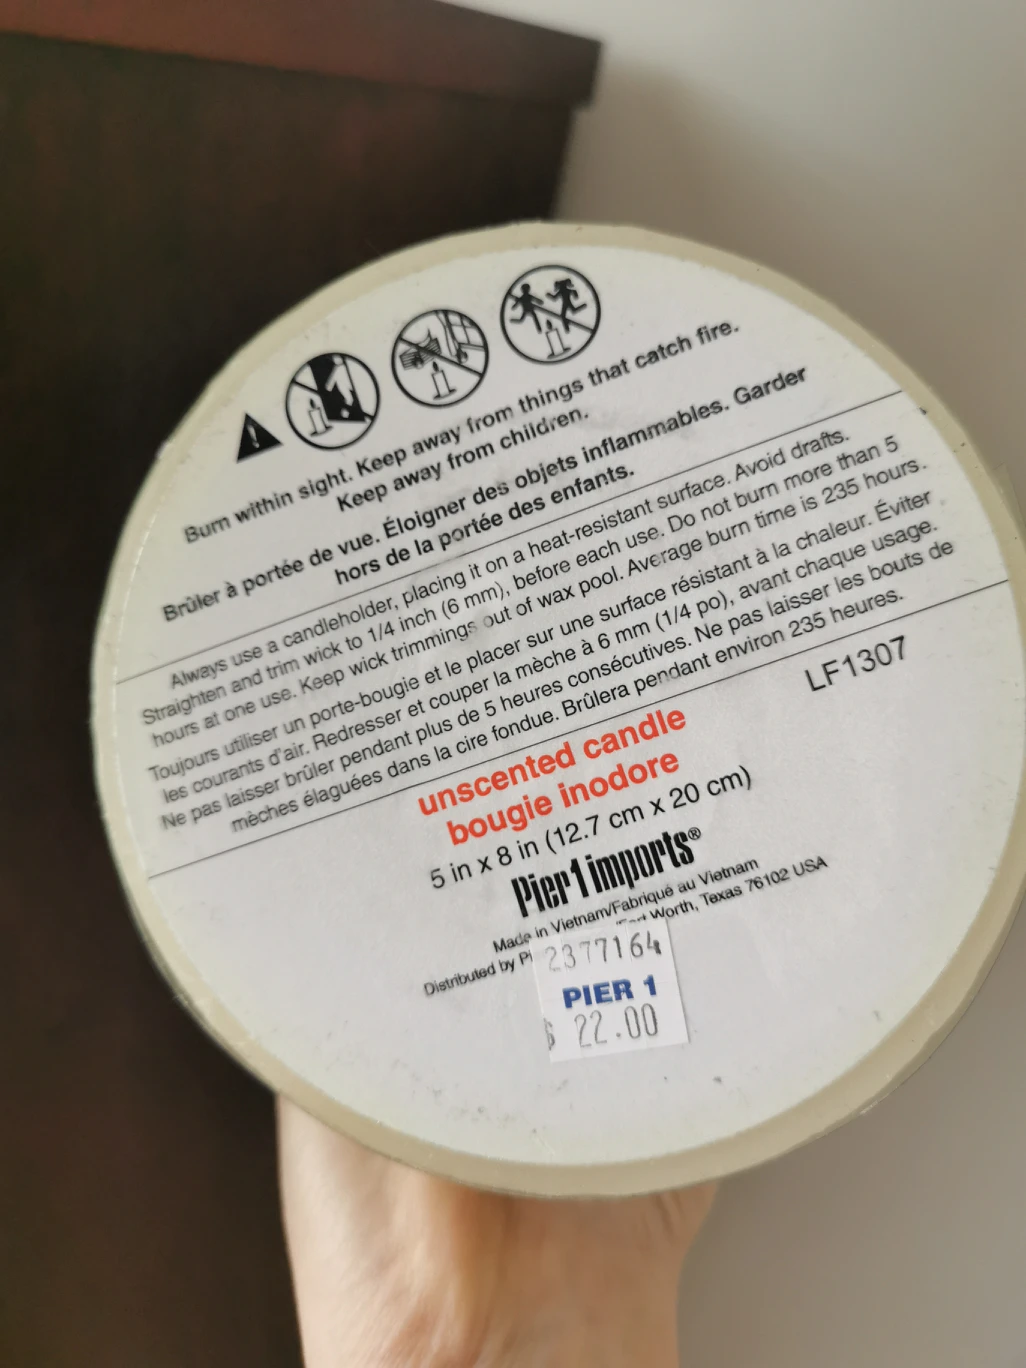 Burn within sight. Keep away from things that catch fire.
Keep away from children.
Brûler à portée de vue. Éloigner des objets inflammables. Garder
hors de la portée des enfants.
Always use a candleholder, placing it on a heat-resistant surface. Avoid drafts.
Straighten and trim wick to 1/4 inch (6 mm), before each use. Do not burn more than 5
hours at one use. Keep wick trimmings out of wax pool. Average burn time is 235 hours.
Toujours utiliser un porte-bougie et le placer sur une surface résistant à la chaleur. Éviter
les courants d'air. Redresser et couper la mèche à 6 mm (1/4 po), avant chaque usage.
Ne pas laisser brûler pendant plus de 5 heures consécutives. Ne pas laisser les bouts de
mèches élaguées dans la cire fondue. Brûlera pendant environ 235 heures.
LF1307
unscented candle
bougie inodore
5 in x 8 in (12.7 cm x 20 cm)
Pier 1 imports®
Made in Vietnam/Fabriqué au Vietnam
Distributed by Worth, Texas 76102 USA
2377164
PIER 1
$ 22.00